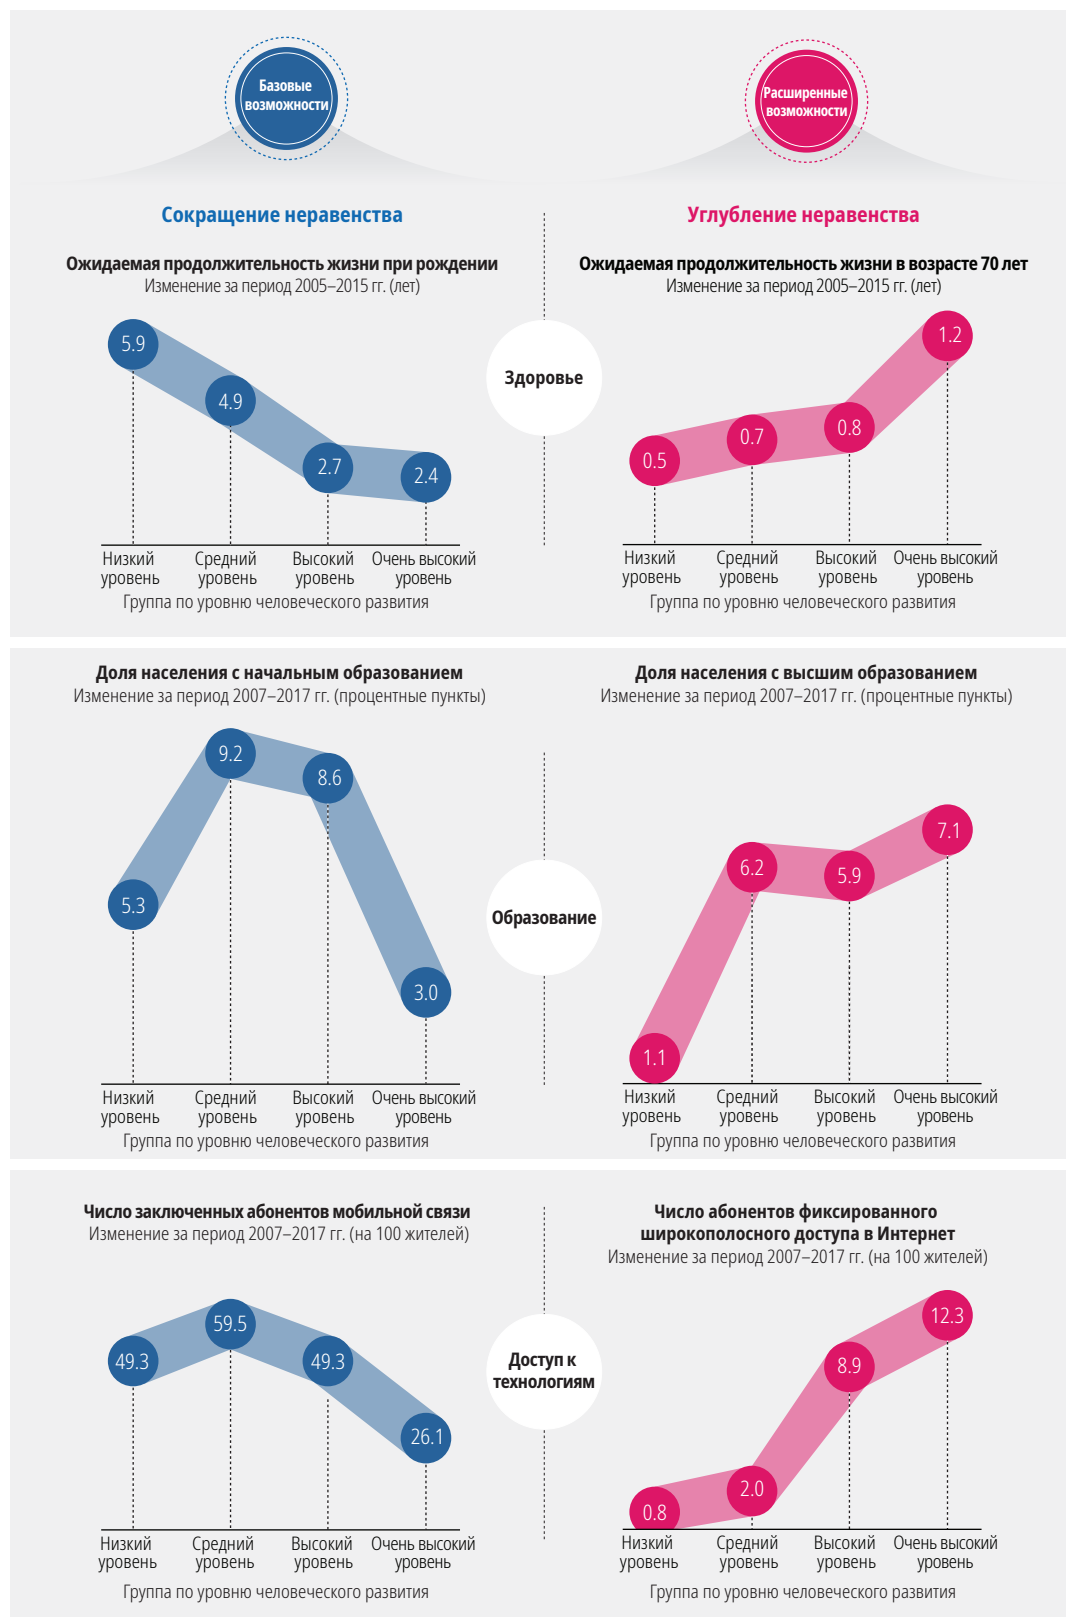 Базовые
возможности
Расширенные
возможности
Сокращение неравенства
Углубление неравенства
Ожидаемая продолжительность жизни при рождении
Изменение за период 2005–2015 гг. (лет)
5.9
4.9
2.7
2.4
Низкий
уровень
Средний
уровень
Высокий
уровень
Очень высокий
уровень
Группа по уровню человеческого развития
Здоровье
Ожидаемая продолжительность жизни в возрасте 70 лет
Изменение за период 2005–2015 гг. (лет)
0.5
0.7
0.8
1.2
Низкий
уровень
Средний
уровень
Высокий
уровень
Очень высокий
уровень
Группа по уровню человеческого развития
Доля населения с начальным образованием
Изменение за период 2007–2017 гг. (процентные пункты)
5.3
9.2
8.6
3.0
Низкий
уровень
Средний
уровень
Высокий
уровень
Очень высокий
уровень
Группа по уровню человеческого развития
Образование
Доля населения с высшим образованием
Изменение за период 2007–2017 гг. (процентные пункты)
1.1
6.2
5.9
7.1
Низкий
уровень
Средний
уровень
Высокий
уровень
Очень высокий
уровень
Группа по уровню человеческого развития
Число заключенных абонентов мобильной связи
Изменение за период 2007–2017 гг. (на 100 жителей)
49.3
59.5
49.3
26.1
Низкий
уровень
Средний
уровень
Высокий
уровень
Очень высокий
уровень
Группа по уровню человеческого развития
Доступ к
технологиям
Число абонентов фиксированного
широкополосного доступа в Интернет
Изменение за период 2007–2017 гг. (на 100 жителей)
0.8
2.0
8.9
12.3
Низкий
уровень
Средний
уровень
Высокий
уровень
Очень высокий
уровень
Группа по уровню человеческого развития